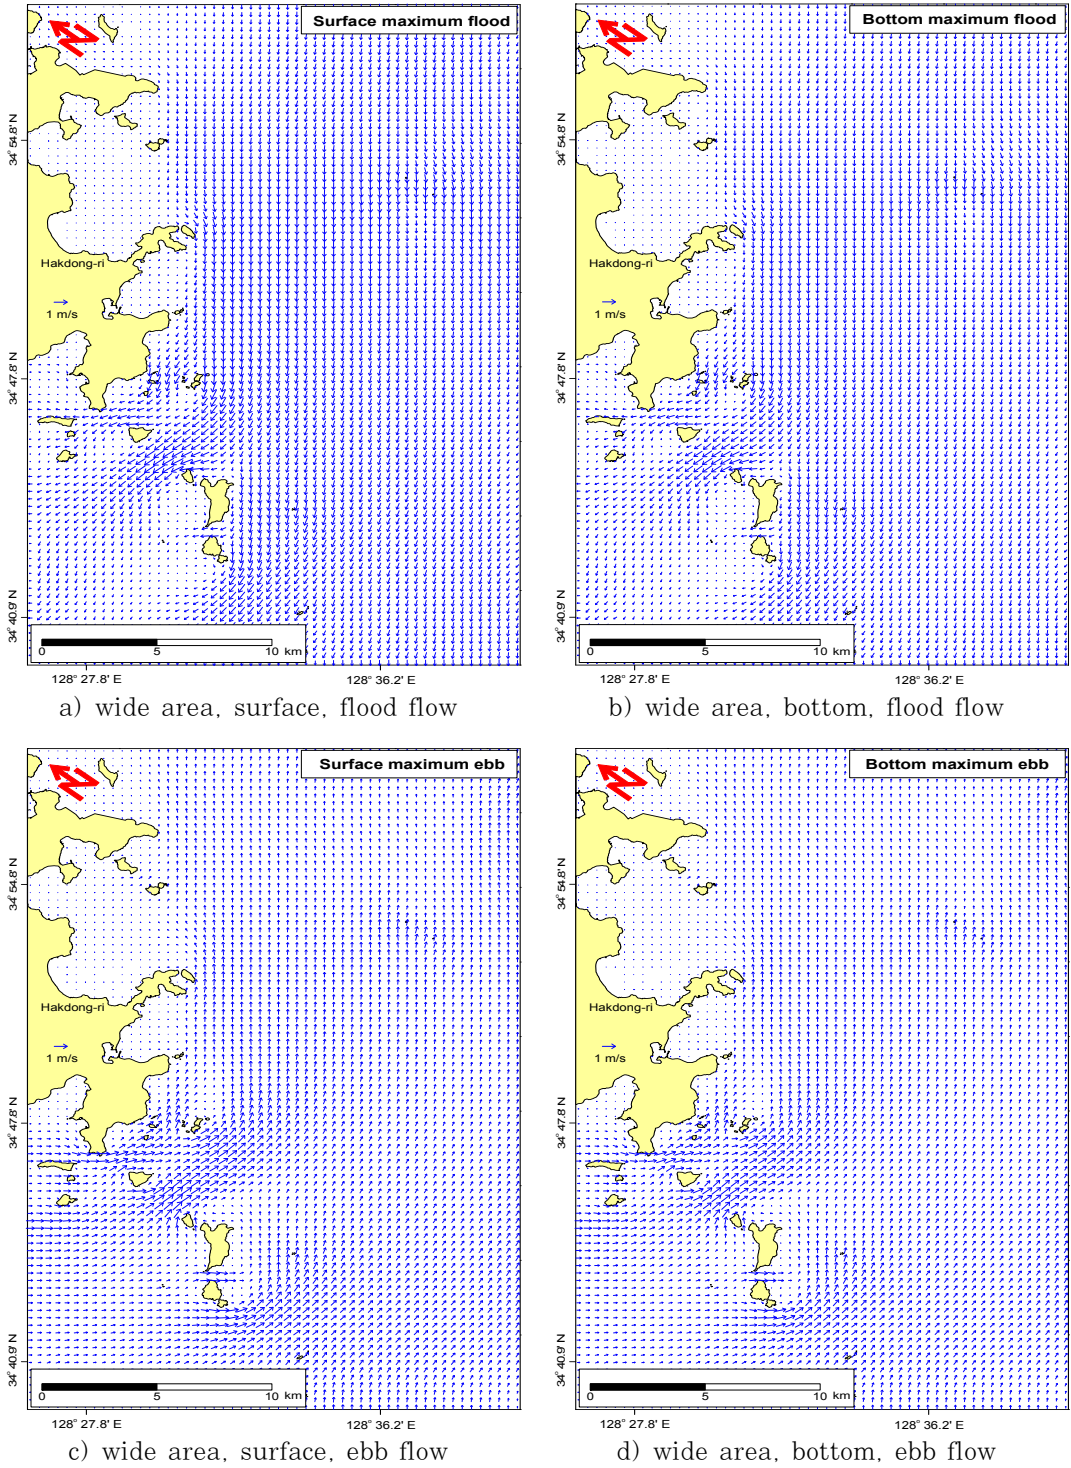 Surface maximum flood
N
34° 54.8' N
Hakdong-ri
1 m/s
34° 47.8' N
34° 40.9' N
0 5 10 km
128° 27.8' E 128° 36.2' E
a) wide area, surface, flood flow
Bottom maximum flood
N
34° 54.8' N
Hakdong-ri
1 m/s
34° 47.8' N
34° 40.9' N
0 5 10 km
128° 27.8' E 128° 36.2' E
b) wide area, bottom, flood flow
Surface maximum ebb
N
34° 54.8' N
Hakdong-ri
1 m/s
34° 47.8' N
34° 40.9' N
0 5 10 km
128° 27.8' E 128° 36.2' E
c) wide area, surface, ebb flow
Bottom maximum ebb
N
34° 54.8' N
Hakdong-ri
1 m/s
34° 47.8' N
34° 40.9' N
0 5 10 km
128° 27.8' E 128° 36.2' E
d) wide area, bottom, ebb flow